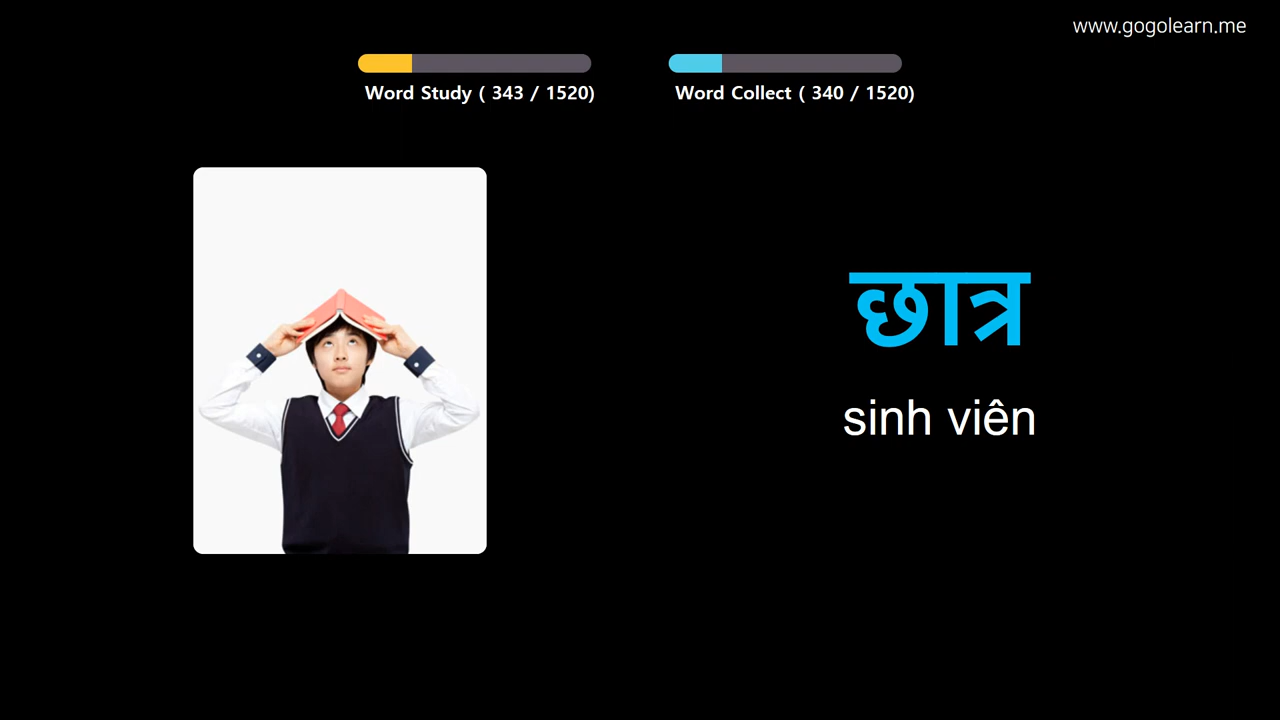 www.gogolearn.me
Word Study ( 343 / 1520)
Word Collect ( 340 / 1520)
छात्र
sinh viên